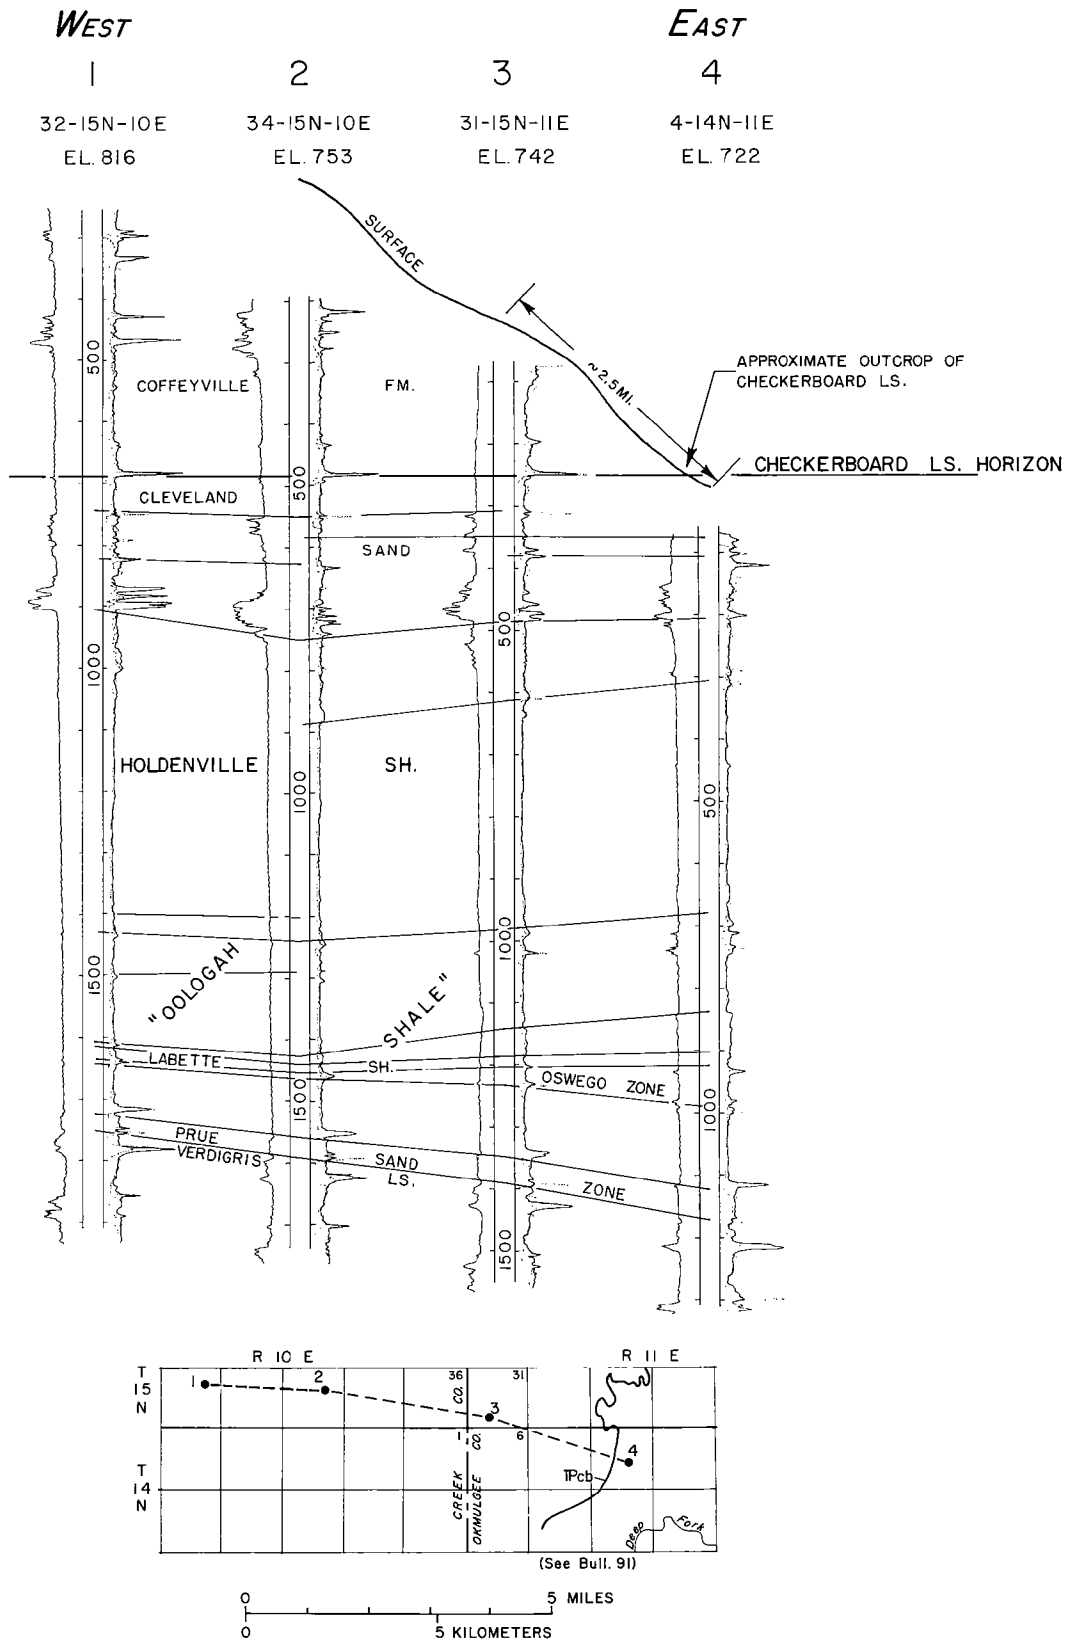 WEST
EAST
1
2
3
4
32-15N-10E
34-15N-10E
31-15N-11E
4-14N-11E
EL. 816
EL. 753
EL. 742
EL. 722
SURFACE
~2.5MI.
APPROXIMATE OUTCROP OF
CHECKERBOARD LS.
500
COFFEYVILLE FM.
CHECKERBOARD LS. HORIZON
500
CLEVELAND
SAND
500
1000
HOLDENVILLE SH.
1000
500
1000
1500
"OOLOGAH
SHALE"
LABETTE SH.
OSWEGO ZONE
1500
1000
PRUE
SAND
ZONE
VERDIGRIS
LS.
1500
R 10 E
R 11 E
T
15
N
1
2
36
31
3
CO.
1
CO.
6
4
T
14
N
CREEK
OKMULGEE
IPcb
Deep Fork
(See Bull. 91)
0
5 MILES
0
5 KILOMETERS